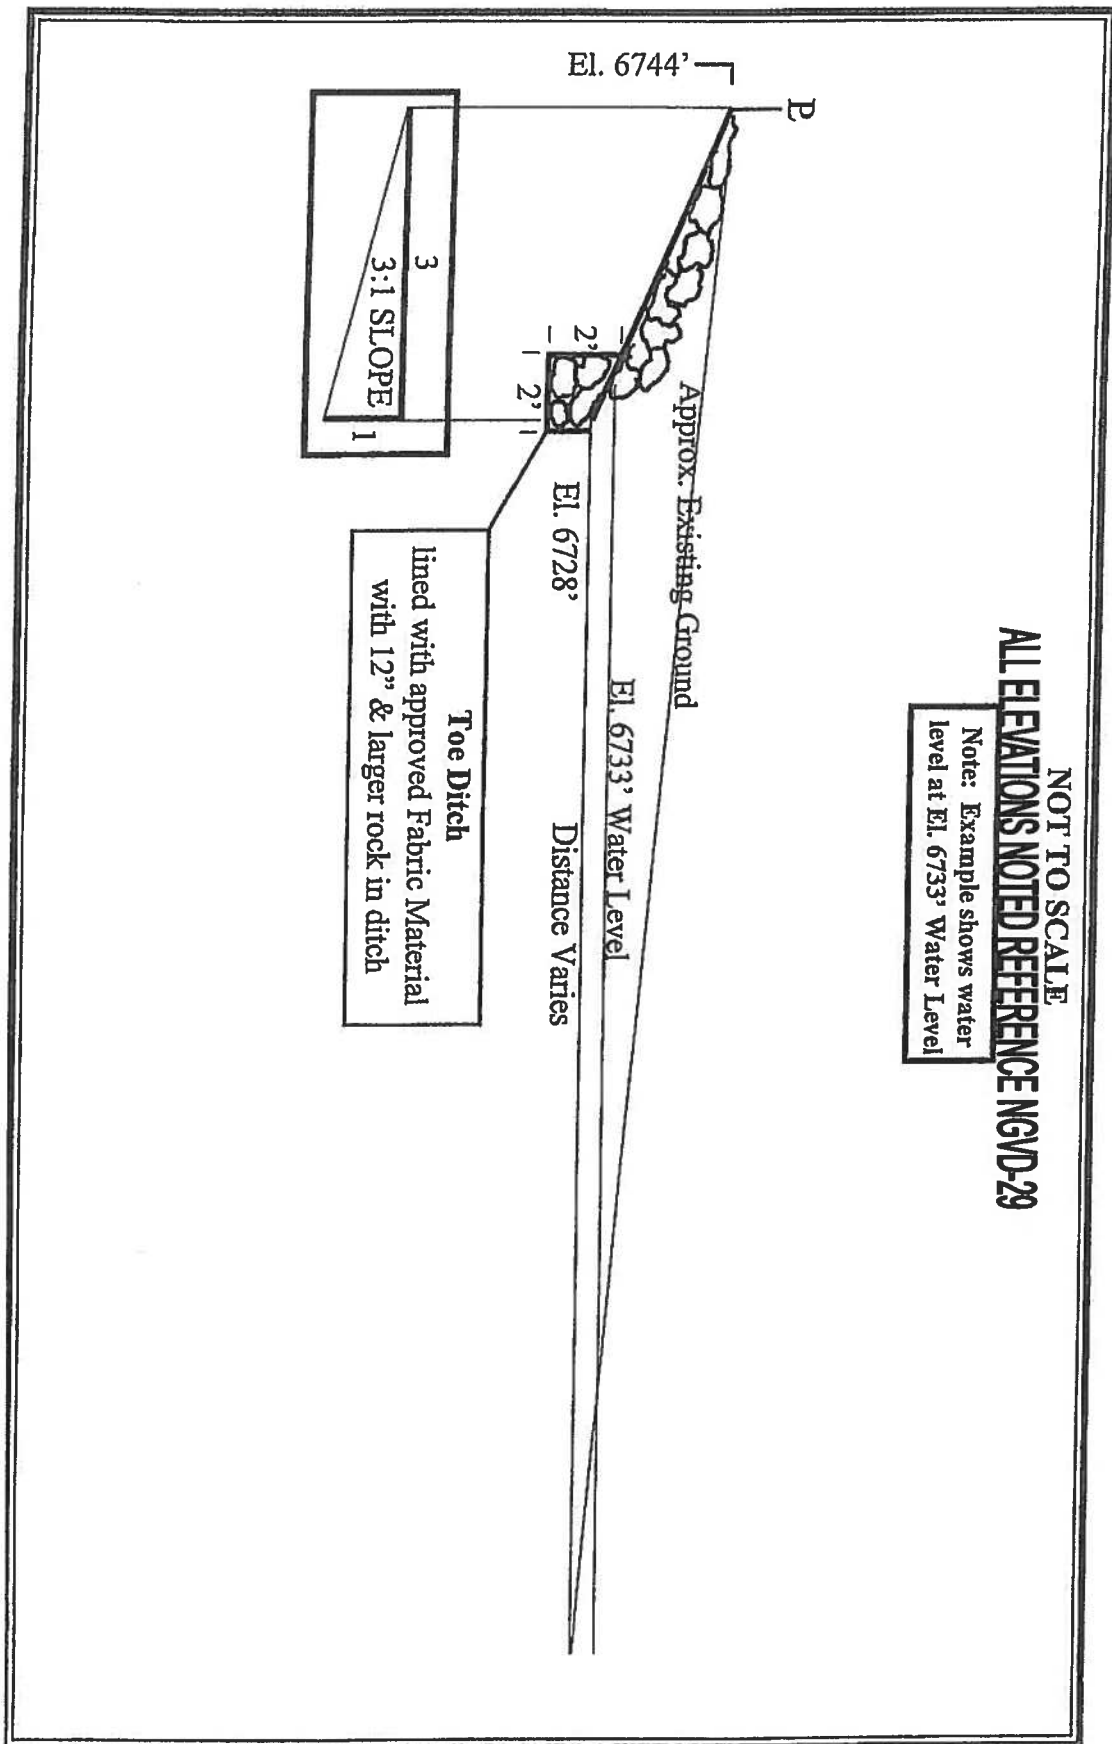 NOT TO SCALE
ALL ELEVATIONS NOTED REFERENCE NGVD-29
Note: Example shows water
level at El. 6733' Water Level
El. 6744'
Approx. Existing Ground
El. 6733' Water Level
2'
2'
El. 6728'
Distance Varies
3
3:1 SLOPE
1
Toe Ditch
lined with approved Fabric Material
with 12" & larger rock in ditch